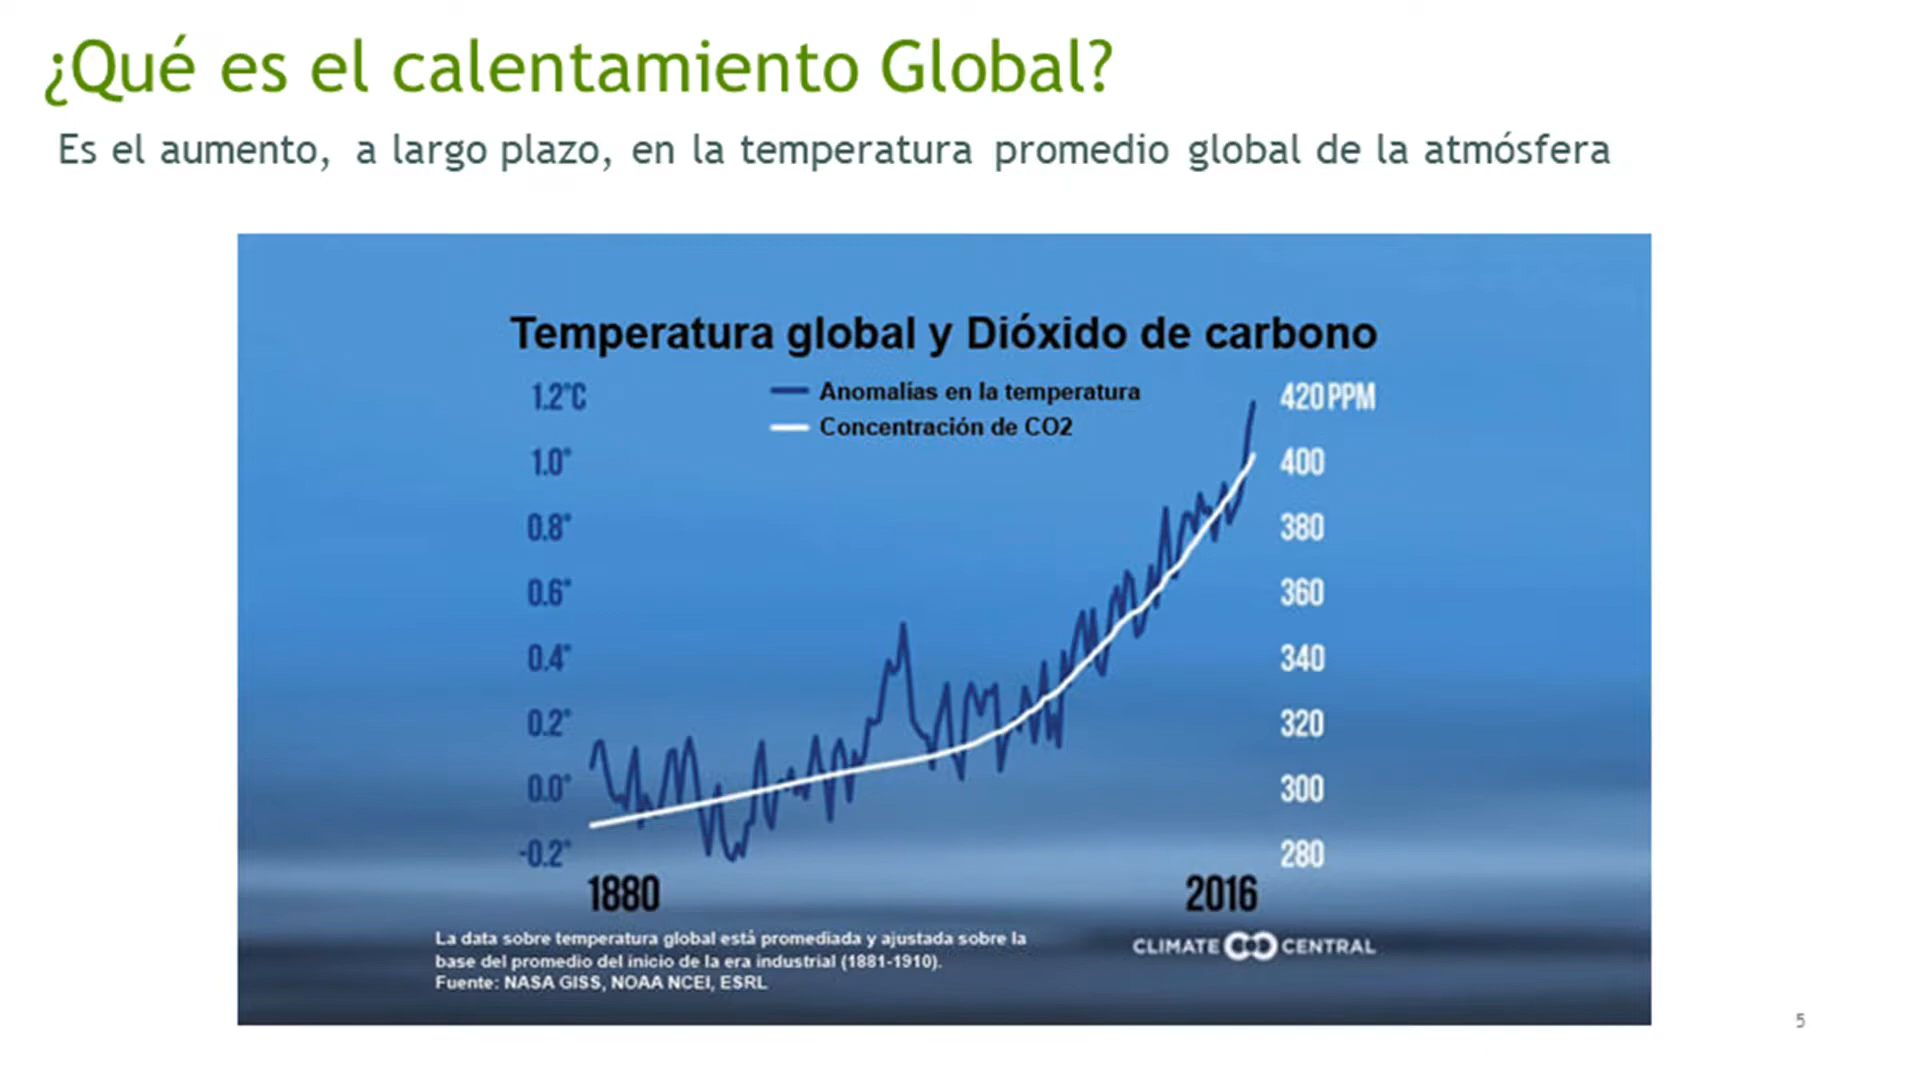 ¿Qué es el calentamiento Global?
Es el aumento, a largo plazo, en la temperatura promedio global de la atmósfera
Temperatura global y Dióxido de carbono
Anomalías en la temperatura
Concentración de CO2
1.2°C
1.0°
0.8°
0.6°
0.4°
0.2°
0.0°
-0.2°
420 PPM
400
380
360
340
320
300
280
1880
2016
La data sobre temperatura global está promediada y ajustada sobre la
base del promedio del inicio de la era industrial (1881-1910).
Fuente: NASA GISS, NOAA NCEI, ESRL
CLIMATE CENTRAL
5